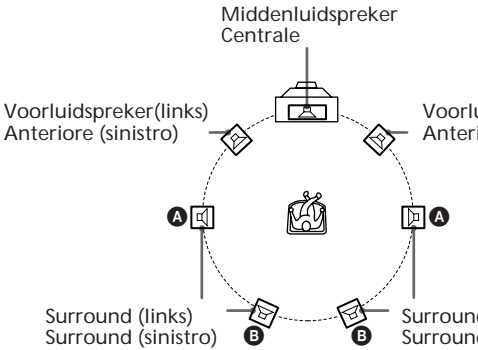 Middenluidspreker
Centrale
Voorluidspreker(links)
Anteriore (sinistro)
A
A
Surround (links)
Surround (sinistro)
B
B